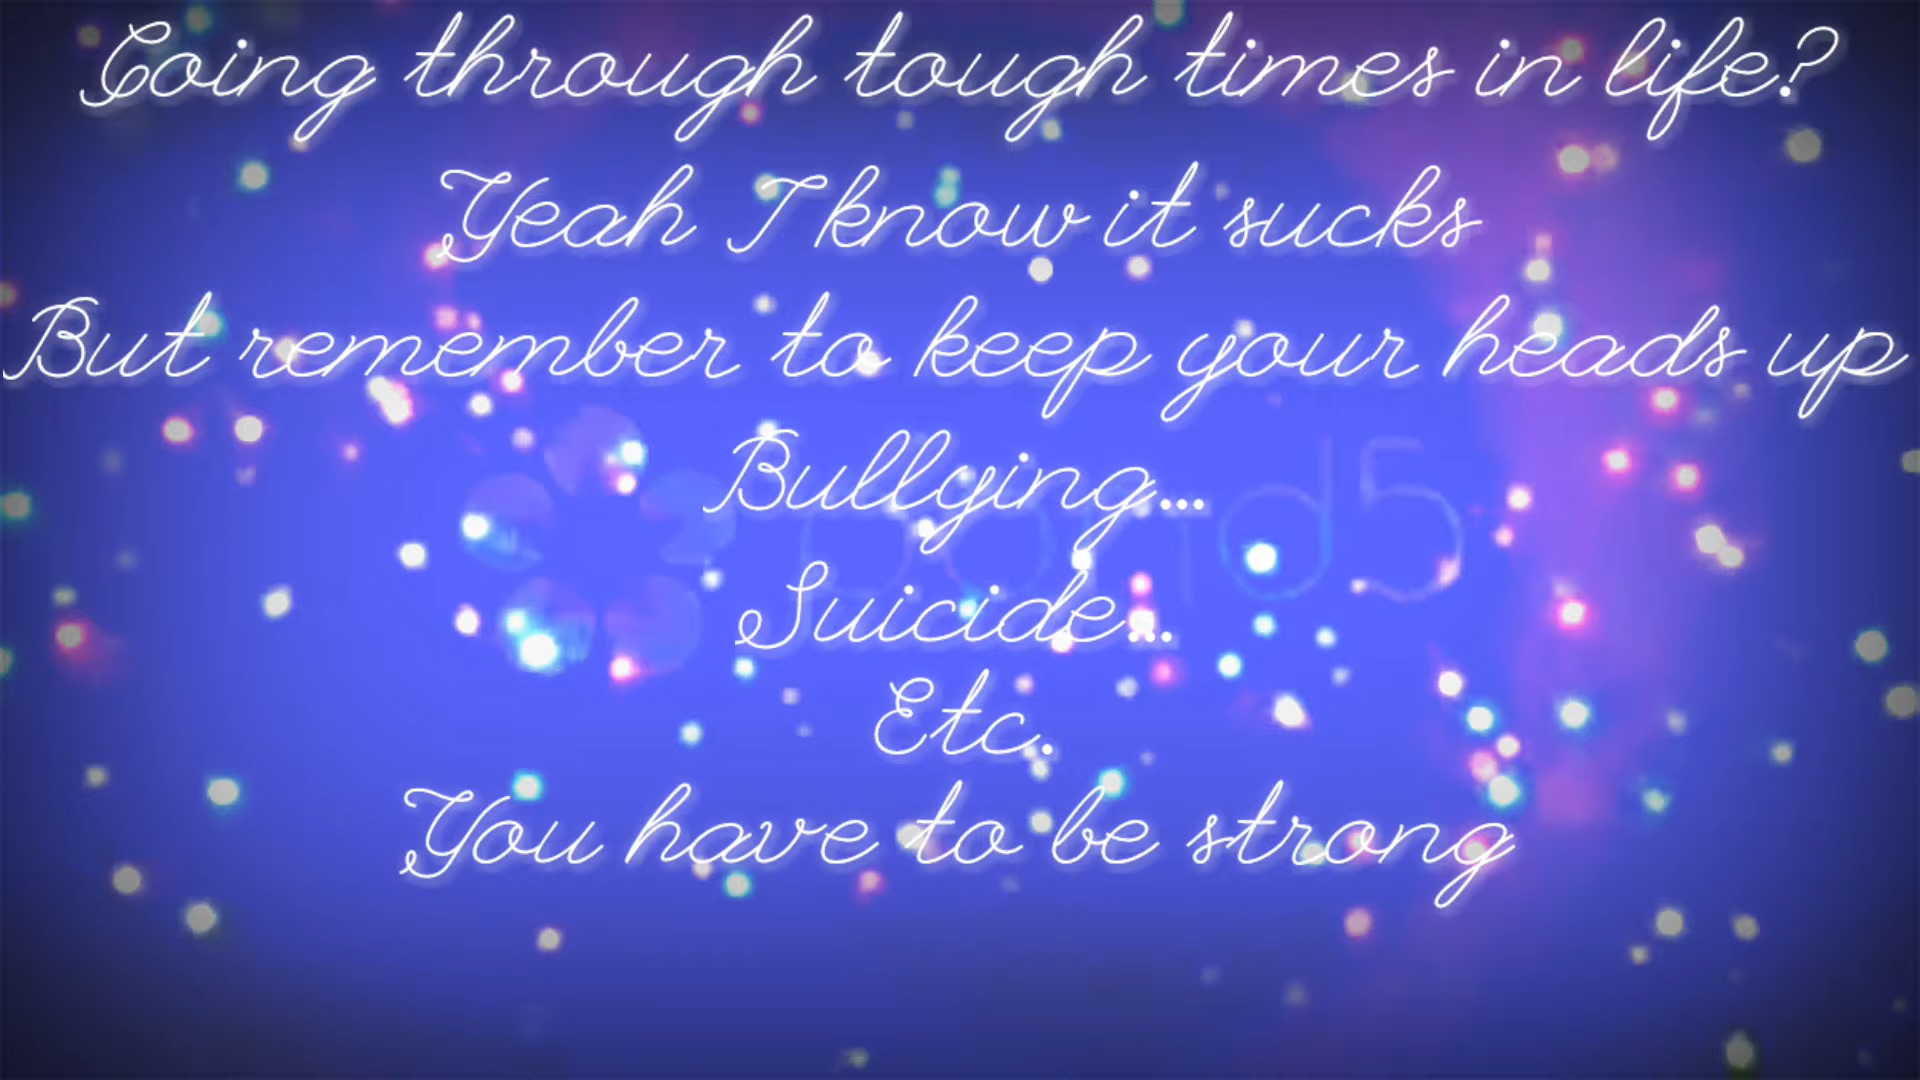 Going through tough times in life?
Yeah I know it sucks
But remember to keep your heads up
Bullying...
Suicide...
Etc.
You have to be strong